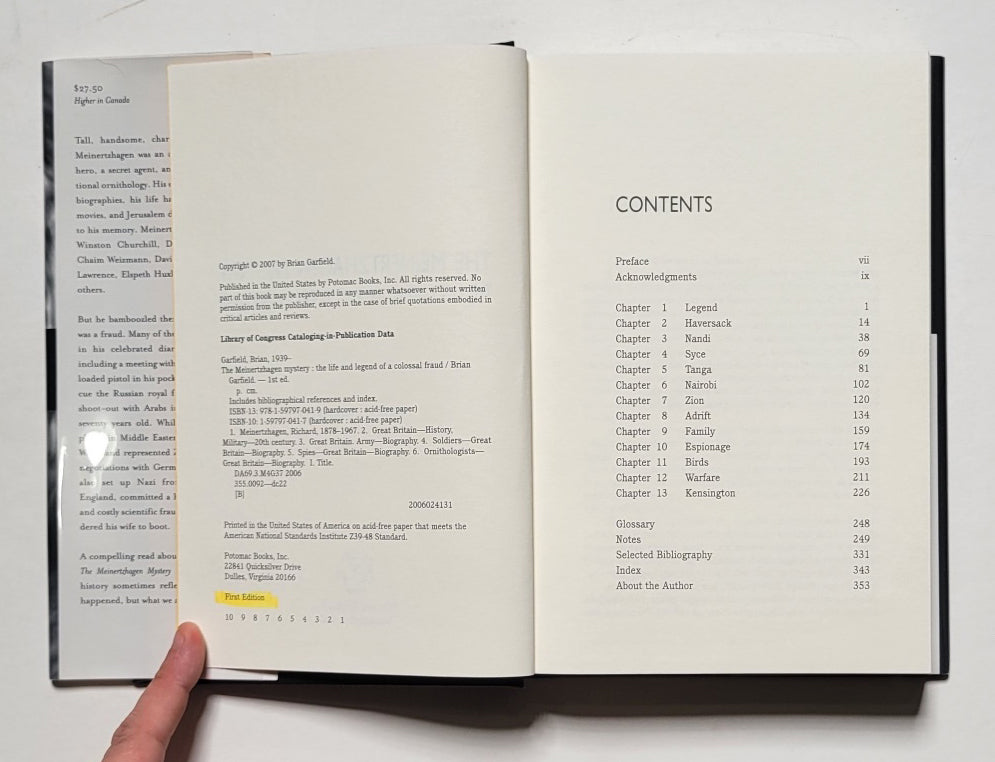 $27.50
Higher in Canada
Tall, handsome, char
Meinertzhagen was an
hero, a secret agent, an
tional ornithology. His
biographies, his life ha
movies, and Jerusalem d
to his memory. Meinert
Winston Churchill, D
Chaim Weizmann, Davi
Lawrence, Elspeth Huxl
others.
But he bamboozled the
was a fraud. Many of the
in his celebrated diar
including a meeting with
loaded pistol in his pock
cue the Russian royal f
shoot-out with Arabs i
seventy years old. Whil
in Middle Easter
and represented
negotiations with Germ
also set up Nazi fro
England, committed a
and costly scientific frau
dered his wife to boot.
A compelling read abou
The Meinertzhagen Mystery
history sometimes refle
happened, but what we
Copyright © 2007 by Brian Garfield.
Published in the United States by Potomac Books, Inc. All rights reserved. No
part of this book may be reproduced in any manner whatsoever without written
permission from the publisher, except in the case of brief quotations embodied in
critical articles and reviews.
Library of Congress Cataloging-in-Publication Data
Garfield, Brian, 1939–
The Meinertzhagen mystery : the life and legend of a colossal fraud / Brian
Garfield. — 1st ed.
p. cm.
Includes bibliographical references and index.
ISBN-13: 978-1-59797-041-9 (hardcover : acid-free paper)
ISBN-10: 1-59797-041-7 (hardcover : acid-free paper)
1. Meinertzhagen, Richard, 1878–1967. 2. Great Britain—History,
Military—20th century. 3. Great Britain. Army—Biography. 4. Soldiers—Great
Britain—Biography. 5. Spies—Great Britain—Biography. 6. Ornithologists—
Great Britain—Biography. I. Title.
DA69.3.M4G37 2006
355.0092—dc22
[B]
2006024131
Printed in the United States of America on acid-free paper that meets the
American National Standards Institute Z39-48 Standard.
Potomac Books, Inc.
22841 Quicksilver Drive
Dulles, Virginia 20166
First Edition
10 9 8 7 6 5 4 3 2 1
CONTENTS
Preface vii
Acknowledgments ix
Chapter 1 Legend 1
Chapter 2 Haversack 14
Chapter 3 Nandi 38
Chapter 4 Syce 69
Chapter 5 Tanga 81
Chapter 6 Nairobi 102
Chapter 7 Zion 120
Chapter 8 Adrift 134
Chapter 9 Family 159
Chapter 10 Espionage 174
Chapter 11 Birds 193
Chapter 12 Warfare 211
Chapter 13 Kensington 226
Glossary 248
Notes 249
Selected Bibliography 331
Index 343
About the Author 353